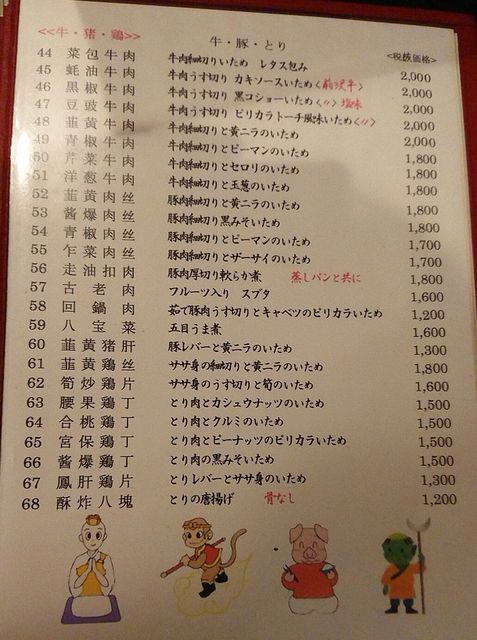 <<牛・猪・鶏>>
牛・豚・とり
<税抜価格>
44 菜包牛肉 牛肉細切りいため レタス包み 2,000
45 蚝油牛肉 牛肉うす切り カキソースいため<前沢牛> 2,000
46 黒椒牛肉 牛肉うす切り 黒コショーいため<〃> 塩味 2,000
47 豆豉牛肉 牛肉うす切り ピリカラトーチ風味いため<〃> 2,000
48 韮黄牛肉 牛肉細切りと黄ニラのいため 2,000
49 青椒牛肉 牛肉細切りとピーマンのいため 1,800
50 芹菜牛肉 牛肉細切りとセロリのいため 1,800
51 洋葱牛肉 牛肉細切りと玉葱のいため 1,800
52 韮黄肉丝 豚肉細切りと黄ニラのいため 1,800
53 醬爆肉丝 豚肉細切り黒みそいため 1,800
54 青椒肉丝 豚肉細切りとピーマンのいため 1,700
55 乍菜肉丝 豚肉細切りとザーサイのいため 1,700
56 走油扣肉 豚肉厚切り軟らか煮 蒸しパンと共に 1,800
57 古老肉 フルーツ入り スブタ 1,600
58 回鍋肉 茹で豚肉うす切りとキャベツのピリカラいため 1,200
59 八宝菜 五目うま煮 1,600
60 韮黄猪肝 豚レバーと黄ニラのいため 1,300
61 韮黄鶏丝 ササ身の細切りと黄ニラのいため 1,800
62 筍炒鶏片 ササ身のうす切りと筍のいため 1,600
63 腰果鶏丁 とり肉とカシュウナッツのいため 1,500
64 合桃鶏丁 とり肉とクルミのいため 1,500
65 宮保鶏丁 とり肉とピーナッツのピリカラいため 1,500
66 醬爆鶏丁 とり肉の黒みそいため 1,500
67 鳳肝鶏片 とりレバーとササ身のいため 1,300
68 酥炸八塊 とりの唐揚げ 骨なし 1,200